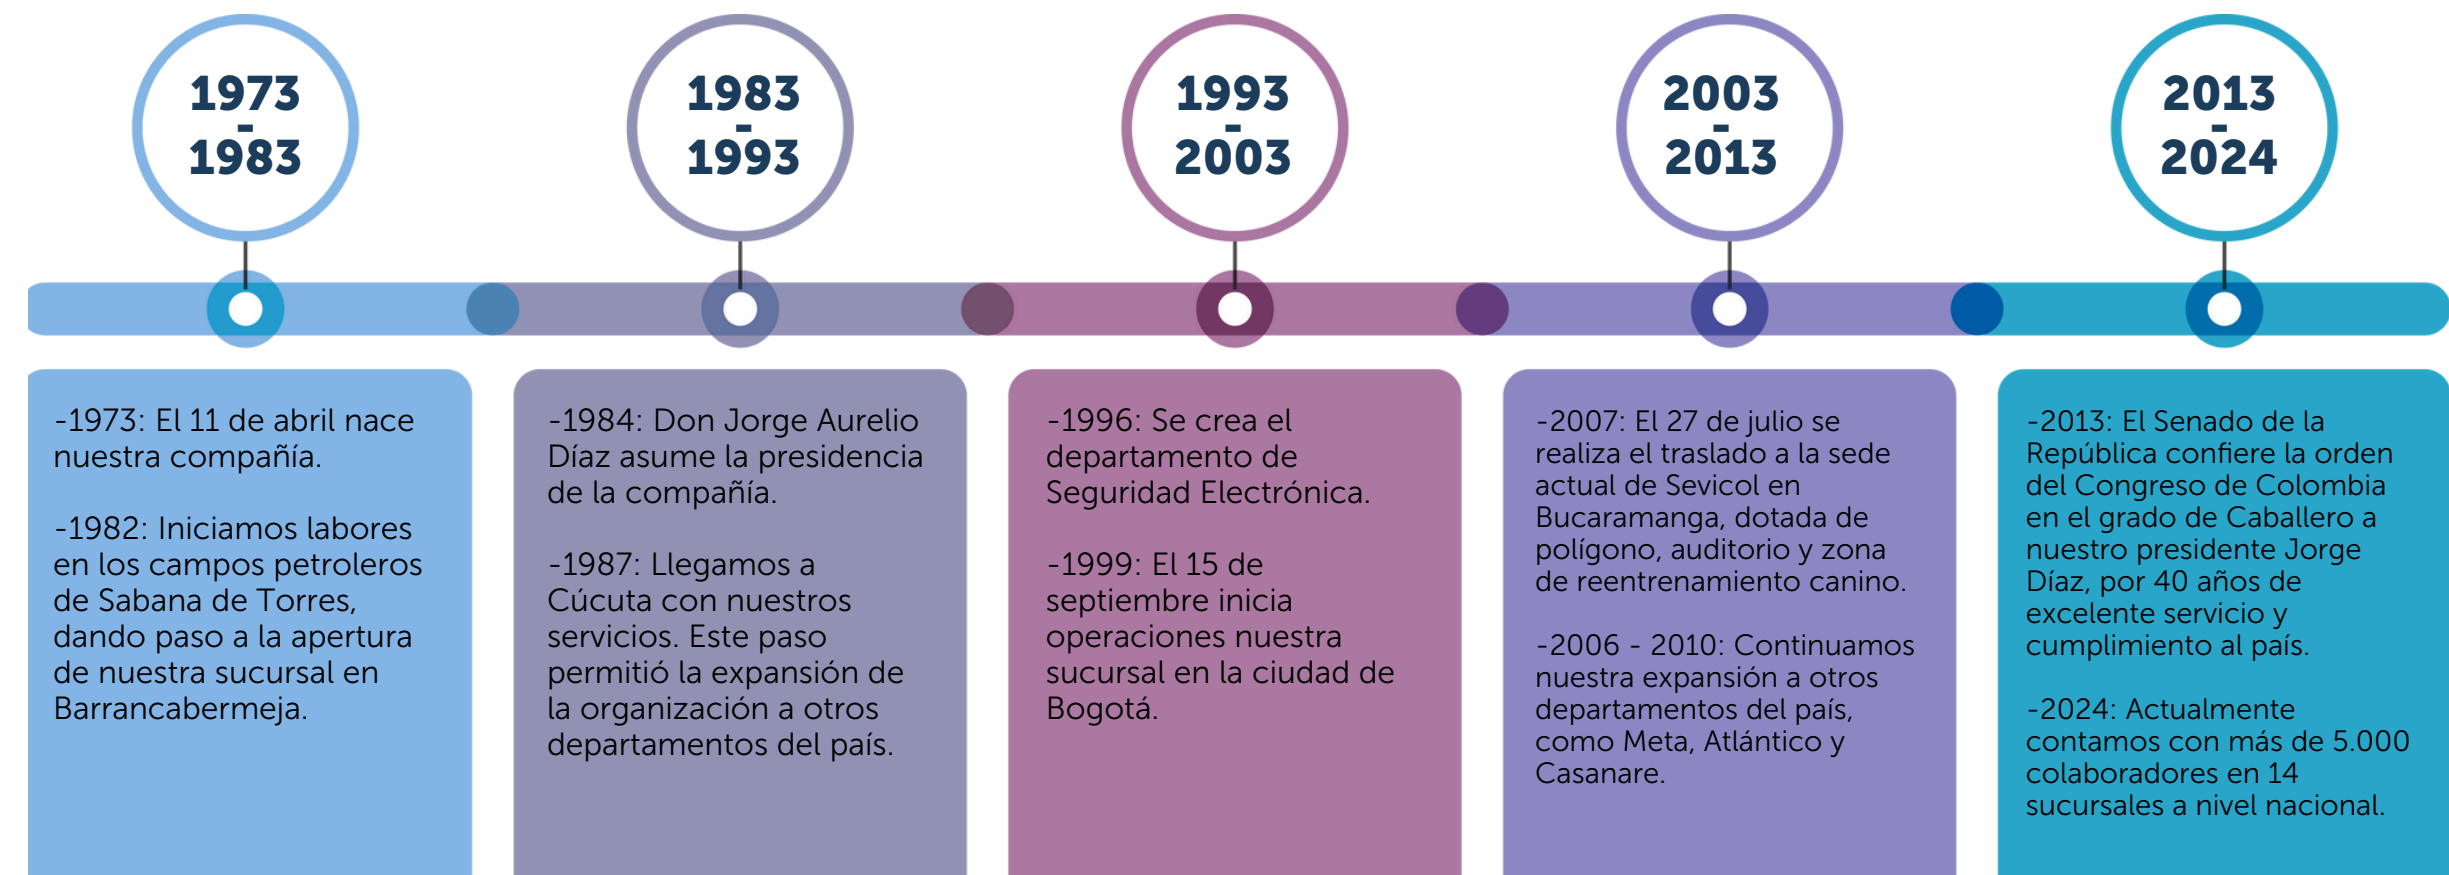 1973
-
1983
1983
-
1993
1993
-
2003
2003
-
2013
2013
-
2024
-1973: El 11 de abril nace
nuestra compañía.
-1982: Iniciamos labores
en los campos petroleros
de Sabana de Torres,
dando paso a la apertura
de nuestra sucursal en
Barrancabermeja.
-1984: Don Jorge Aurelio
Díaz asume la presidencia
de la compañía.
-1987: Llegamos a
Cúcuta con nuestros
servicios. Este paso
permitió la expansión de
la organización a otros
departamentos del país.
-1996: Se crea el
departamento de
Seguridad Electrónica.
-1999: El 15 de
septiembre inicia
operaciones nuestra
sucursal en la ciudad de
Bogotá.
-2007: El 27 de julio se
realiza el traslado a la sede
actual de Sevicol en
Bucaramanga, dotada de
polígono, auditorio y zona
de reentrenamiento canino.
-2006 - 2010: Continuamos
nuestra expansión a otros
departamentos del país,
como Meta, Atlántico y
Casanare.
-2013: El Senado de la
República confiere la orden
del Congreso de Colombia
en el grado de Caballero a
nuestro presidente Jorge
Díaz, por 40 años de
excelente servicio y
cumplimiento al país.
-2024: Actualmente
contamos con más de 5.000
colaboradores en 14
sucursales a nivel nacional.